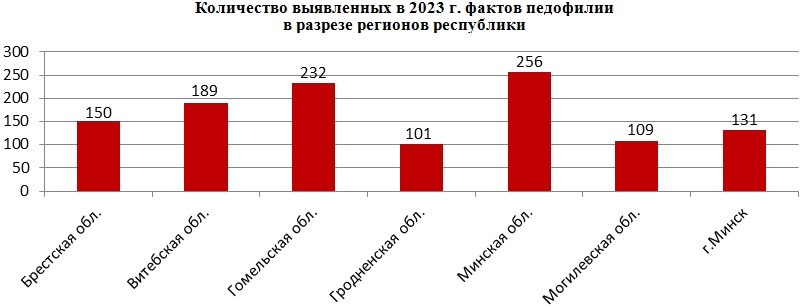 Количество выявленных в 2023 г. фактов педофилии
в разрезе регионов республики
300
250
200
150
100
50
0
150
189
232
101
256
109
131
Брестская обл.
Витебская обл.
Гомельская обл.
Гродненская обл.
Минская обл.
Могилевская обл.
г.Минск